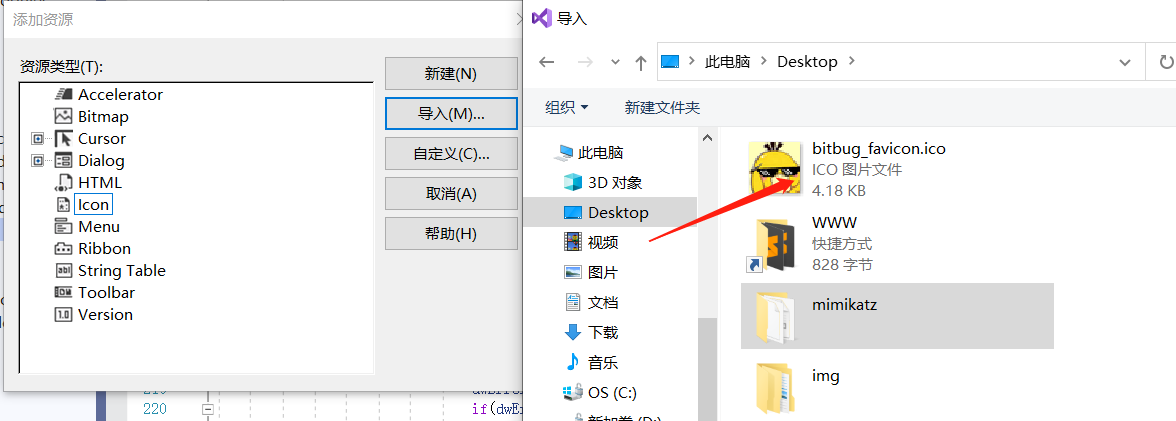 添加资源
资源类型(T):
Accelerator
Bitmap
Cursor
Dialog
HTML
Icon
Menu
Ribbon
String Table
Toolbar
Version
新建(N)
导入(M)...
自定义(C)...
取消(A)
帮助(H)
220
if(dwEr
导入
此电脑
Desktop
组织
新建文件夹
此电脑
3D 对象
Desktop
视频
图片
文档
下载
音乐
OS (C:)
新加卷 (D:)
bitbug_favicon.ico
ICO 图片文件
4.18 KB
WWW
快捷方式
828 字节
mimikatz
img